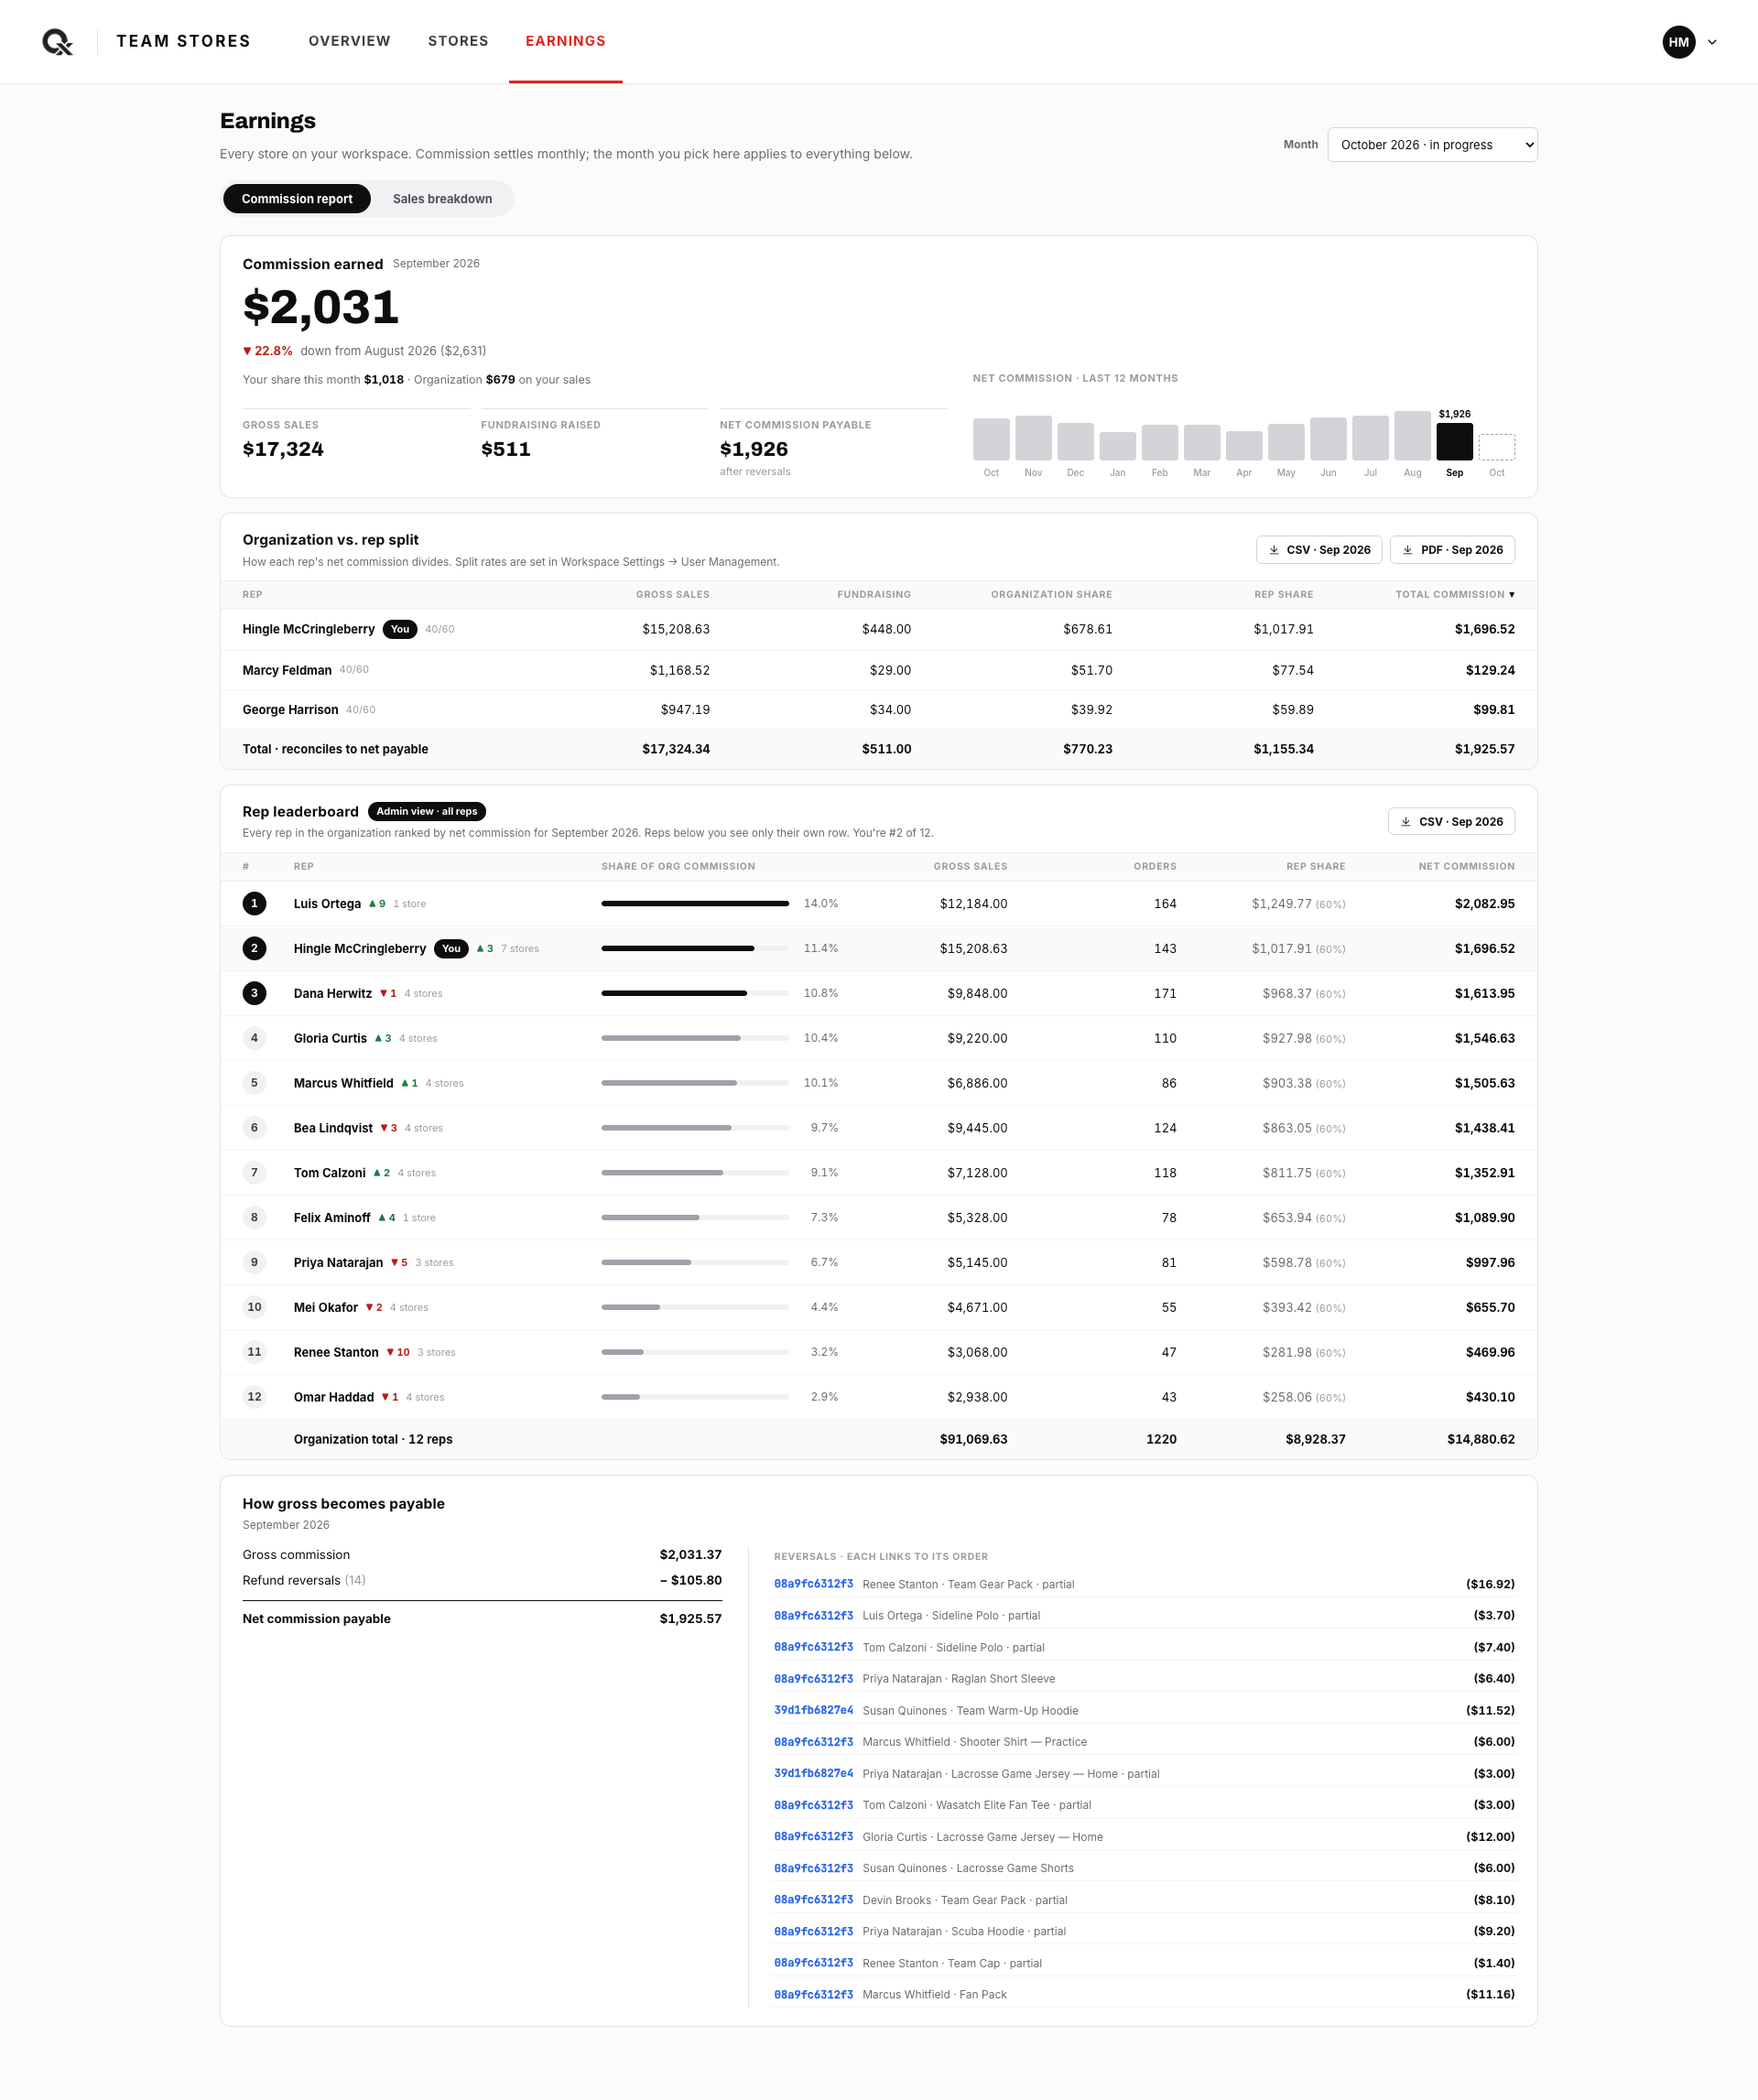 TEAM STORES OVERVIEW STORES EARNINGS HM
Earnings
Every store on your workspace. Commission settles monthly; the month you pick here applies to everything below.
Month October 2026 · in progress
Commission report Sales breakdown
Commission earned September 2026
$2,031
▼ 22.8% down from August 2026 ($2,631)
Your share this month $1,018 · Organization $679 on your sales
GROSS SALES
$17,324
FUNDRAISING RAISED
$511
NET COMMISSION PAYABLE
$1,926
after reversals
NET COMMISSION · LAST 12 MONTHS
$1,926
Oct Nov Dec Jan Feb Mar Apr May Jun Jul Aug Sep Oct
Organization vs. rep split
How each rep's net commission divides. Split rates are set in Workspace Settings → User Management.
CSV · Sep 2026 PDF · Sep 2026
REP GROSS SALES FUNDRAISING ORGANIZATION SHARE REP SHARE TOTAL COMMISSION ▼
Hingle McCringleberry You 40/60 $15,208.63 $448.00 $678.61 $1,017.91 $1,696.52
Marcy Feldman 40/60 $1,168.52 $29.00 $51.70 $77.54 $129.24
George Harrison 40/60 $947.19 $34.00 $39.92 $59.89 $99.81
Total · reconciles to net payable $17,324.34 $511.00 $770.23 $1,155.34 $1,925.57
Rep leaderboard Admin view · all reps
Every rep in the organization ranked by net commission for September 2026. Reps below you see only their own row. You're #2 of 12.
CSV · Sep 2026
# REP SHARE OF ORG COMMISSION GROSS SALES ORDERS REP SHARE NET COMMISSION
1 Luis Ortega ▲ 9 1 store 14.0% $12,184.00 164 $1,249.77 (60%) $2,082.95
2 Hingle McCringleberry You ▲ 3 7 stores 11.4% $15,208.63 143 $1,017.91 (60%) $1,696.52
3 Dana Herwitz ▼ 1 4 stores 10.8% $9,848.00 171 $968.37 (60%) $1,613.95
4 Gloria Curtis ▲ 3 4 stores 10.4% $9,220.00 110 $927.98 (60%) $1,546.63
5 Marcus Whitfield ▲ 1 4 stores 10.1% $6,886.00 86 $903.38 (60%) $1,505.63
6 Bea Lindqvist ▼ 3 4 stores 9.7% $9,445.00 124 $863.05 (60%) $1,438.41
7 Tom Calzoni ▲ 2 4 stores 9.1% $7,128.00 118 $811.75 (60%) $1,352.91
8 Felix Aminoff ▲ 4 1 store 7.3% $5,328.00 78 $653.94 (60%) $1,089.90
9 Priya Natarajan ▼ 5 3 stores 6.7% $5,145.00 81 $598.78 (60%) $997.96
10 Mei Okafor ▼ 2 4 stores 4.4% $4,671.00 55 $393.42 (60%) $655.70
11 Renee Stanton ▼ 10 3 stores 3.2% $3,068.00 47 $281.98 (60%) $469.96
12 Omar Haddad ▼ 1 4 stores 2.9% $2,938.00 43 $258.06 (60%) $430.10
Organization total · 12 reps $91,069.63 1220 $8,928.37 $14,880.62
How gross becomes payable
September 2026
Gross commission $2,031.37
Refund reversals (14) – $105.80
Net commission payable $1,925.57
REVERSALS · EACH LINKS TO ITS ORDER
08a9fc6312f3 Renee Stanton · Team Gear Pack · partial ($16.92)
08a9fc6312f3 Luis Ortega · Sideline Polo · partial ($3.70)
08a9fc6312f3 Tom Calzoni · Sideline Polo · partial ($7.40)
08a9fc6312f3 Priya Natarajan · Raglan Short Sleeve ($6.40)
39d1fb6827e4 Susan Quinones · Team Warm-Up Hoodie ($11.52)
08a9fc6312f3 Marcus Whitfield · Shooter Shirt — Practice ($6.00)
39d1fb6827e4 Priya Natarajan · Lacrosse Game Jersey — Home · partial ($3.00)
08a9fc6312f3 Tom Calzoni · Wasatch Elite Fan Tee · partial ($3.00)
08a9fc6312f3 Gloria Curtis · Lacrosse Game Jersey — Home ($12.00)
08a9fc6312f3 Susan Quinones · Lacrosse Game Shorts ($6.00)
08a9fc6312f3 Devin Brooks · Team Gear Pack · partial ($8.10)
08a9fc6312f3 Priya Natarajan · Scuba Hoodie · partial ($9.20)
08a9fc6312f3 Renee Stanton · Team Cap · partial ($1.40)
08a9fc6312f3 Marcus Whitfield · Fan Pack ($11.16)